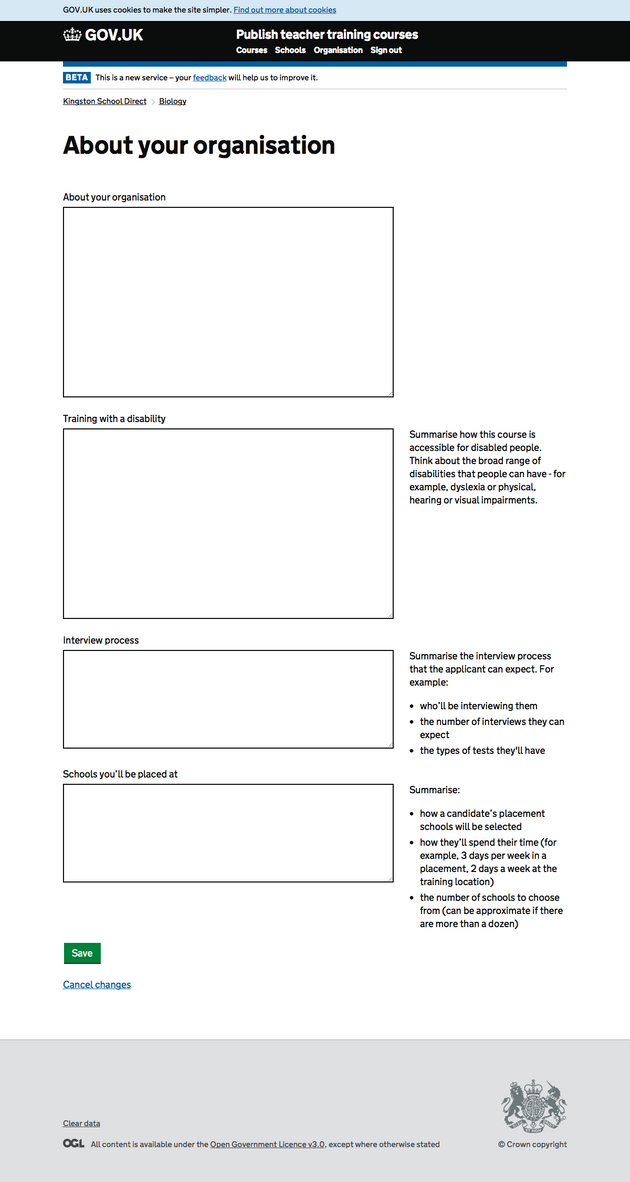 GOV.UK uses cookies to make the site simpler. Find out more about cookies
GOV.UK
Publish teacher training courses
Courses Schools Organisation Sign out
BETA This is a new service – your feedback will help us to improve it.
Kingston School Direct Biology
About your organisation
About your organisation
Training with a disability
Summarise how this course is
accessible for disabled people.
Think about the broad range of
disabilities that people can have - for
example, dyslexia or physical,
hearing or visual impairments.
Interview process
Summarise the interview process
that the applicant can expect. For
example:
• who’ll be interviewing them
• the number of interviews they can
expect
• the types of tests they'll have
Schools you’ll be placed at
Summarise:
• how a candidate’s placement
schools will be selected
• how they’ll spend their time (for
example, 3 days per week in a
placement, 2 days a week at the
training location)
• the number of schools to choose
from (can be approximate if there
are more than a dozen)
Save
Cancel changes
Clear data
OGL All content is available under the Open Government Licence v3.0, except where otherwise stated
© Crown copyright